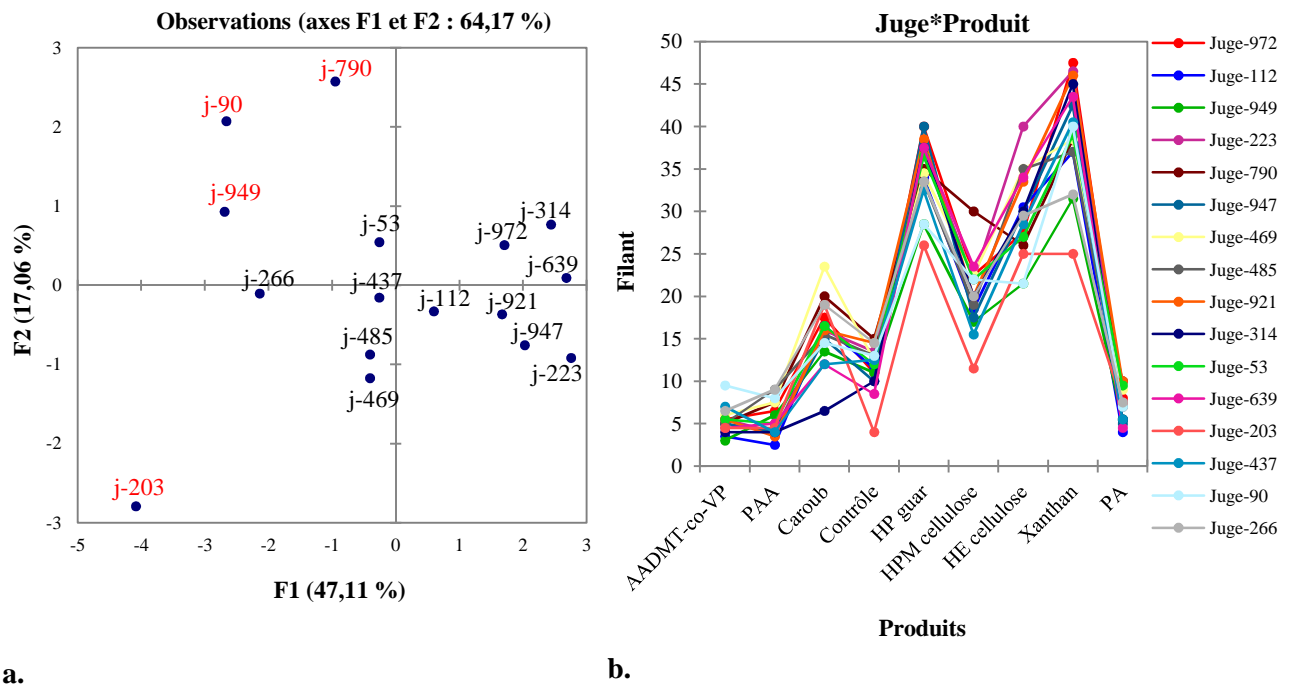 Observations (axes F1 et F2 : 64,17 %)
3
2
1
0
-1
-2
-3
-5
-4
-3
-2
-1
0
1
2
3
F2 (17,06 %)
F1 (47,11 %)
j-790
j-90
j-949
j-53
j-314
j-972
j-639
j-266
j-437
j-112
j-921
j-485
j-947
j-469
j-223
j-203
a.
Juge*Produit
50
45
40
35
30
25
20
15
10
5
0
Filant
AADMT-co-VP
PAA
Caroub
Contrôle
HP guar
HPM cellulose
HE cellulose
Xanthan
PA
Produits
Juge-972
Juge-112
Juge-949
Juge-223
Juge-790
Juge-947
Juge-469
Juge-485
Juge-921
Juge-314
Juge-53
Juge-639
Juge-203
Juge-437
Juge-90
Juge-266
b.